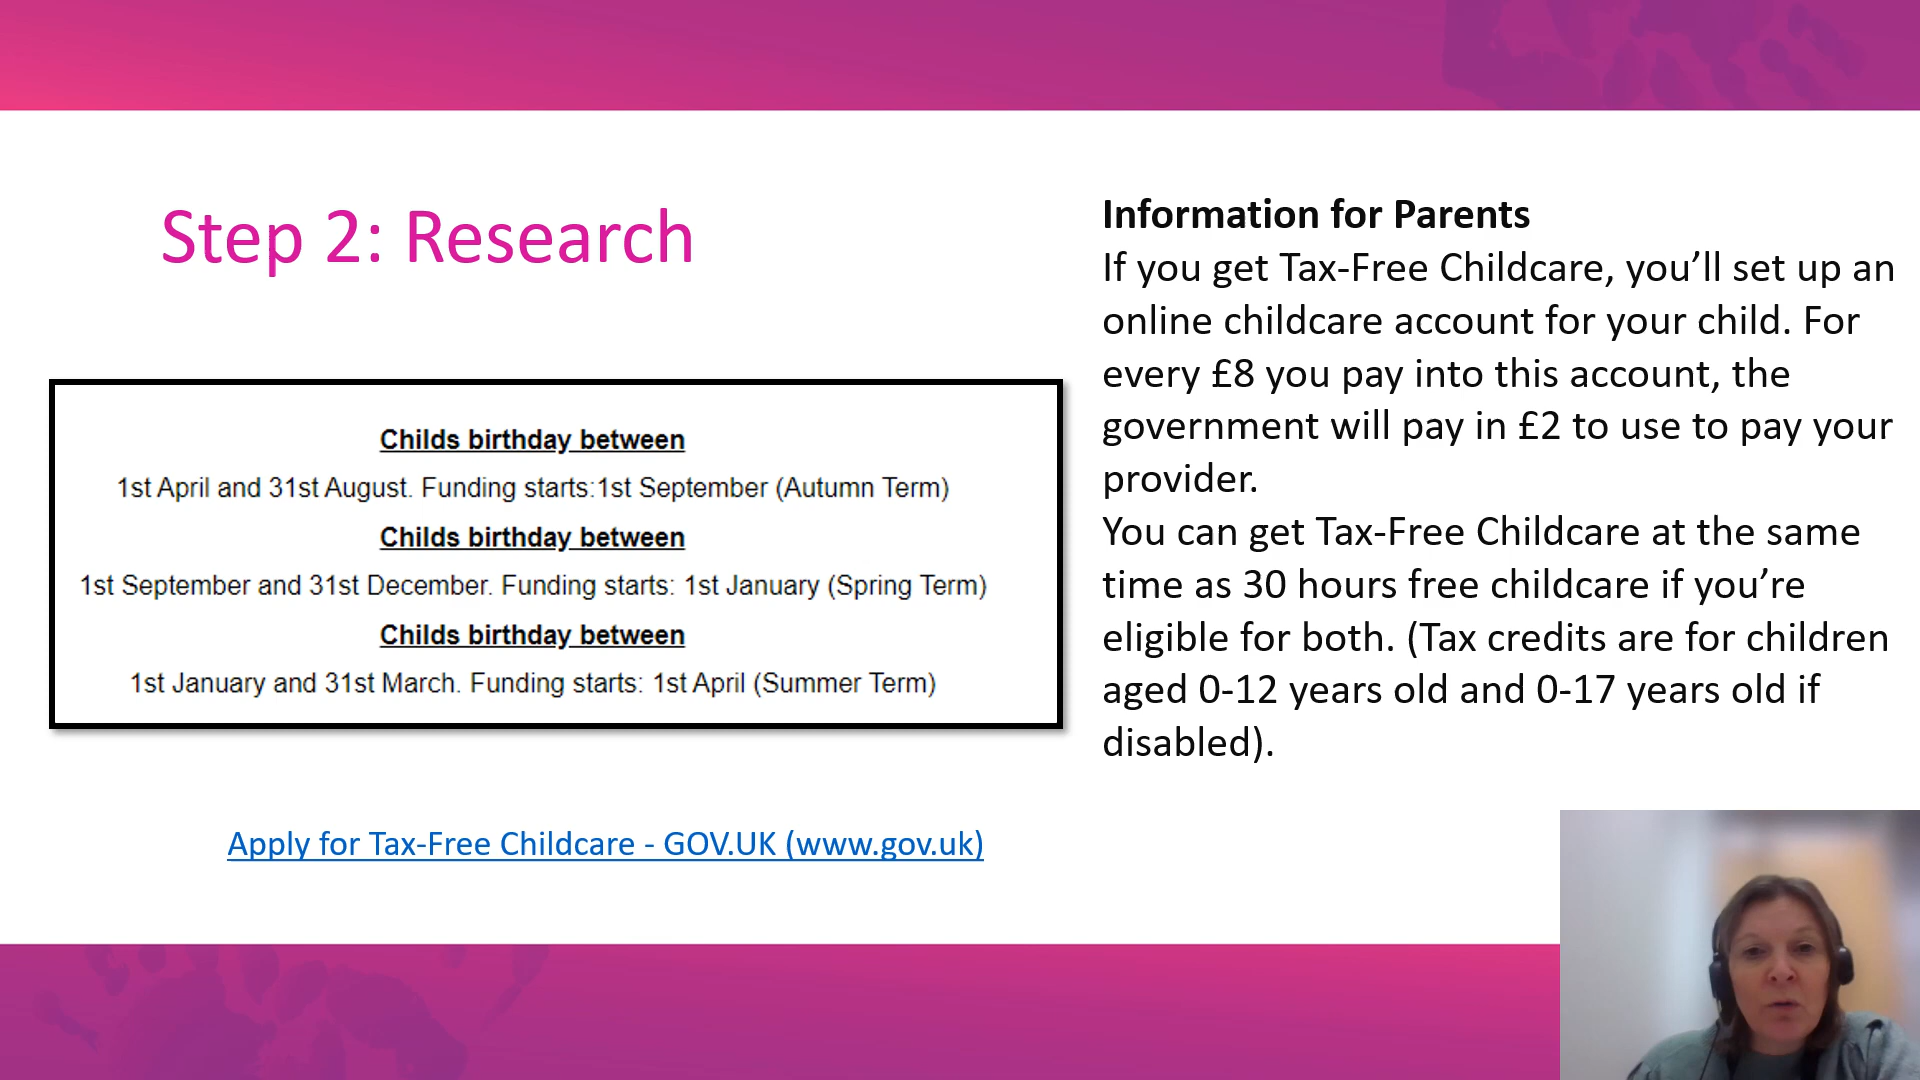 Step 2: Research
Childs birthday between
1st April and 31st August. Funding starts:1st September (Autumn Term)
Childs birthday between
1st September and 31st December. Funding starts: 1st January (Spring Term)
Childs birthday between
1st January and 31st March. Funding starts: 1st April (Summer Term)
Apply for Tax-Free Childcare - GOV.UK (www.gov.uk)
Information for Parents
If you get Tax-Free Childcare, you’ll set up an
online childcare account for your child. For
every £8 you pay into this account, the
government will pay in £2 to use to pay your
provider.
You can get Tax-Free Childcare at the same
time as 30 hours free childcare if you’re
eligible for both. (Tax credits are for children
aged 0-12 years old and 0-17 years old if
disabled).